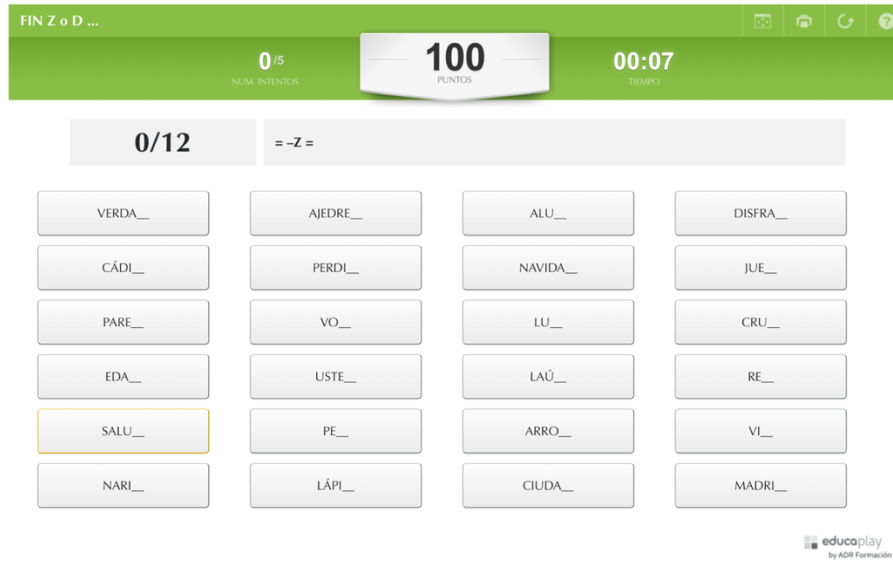 FIN Z o D ...
0/5
NUM. INTENTOS
100
PUNTOS
00:07
TIEMPO
0/12
= –Z =
VERDA__ AJEDRE__ ALU__ DISFRA__
CÁDI__ PERDI__ NAVIDA__ JUE__
PARE__ VO__ LU__ CRU__
EDA__ USTE__ LAÚ__ RE__
SALU__ PE__ ARRO__ VI__
NARI__ LÁPI__ CIUDA__ MADRI__
educaplay
by ADR Formación